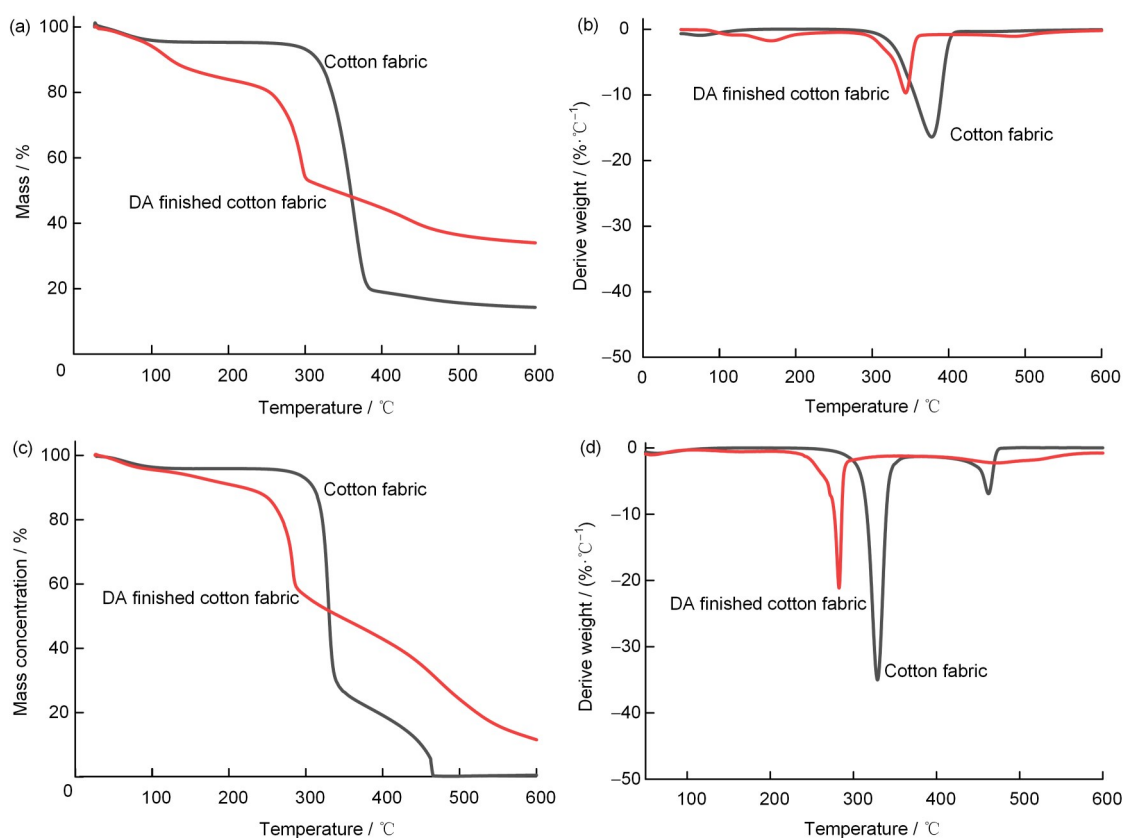 (a)
100
80
60
40
20
0
Mass / %
Cotton fabric
DA finished cotton fabric
100
200
300
400
500
600
Temperature / ℃
(b)
0
−10
−20
−30
−40
−50
Derive weight / (%·℃⁻¹)
DA finished cotton fabric
Cotton fabric
0
100
200
300
400
500
600
Temperature / ℃
(c)
100
80
60
40
20
0
Mass concentration / %
Cotton fabric
DA finished cotton fabric
100
200
300
400
500
600
Temperature / ℃
(d)
0
−10
−20
−30
−40
−50
Derive weight / (%·℃⁻¹)
DA finished cotton fabric
Cotton fabric
100
200
300
400
500
600
Temperature / ℃